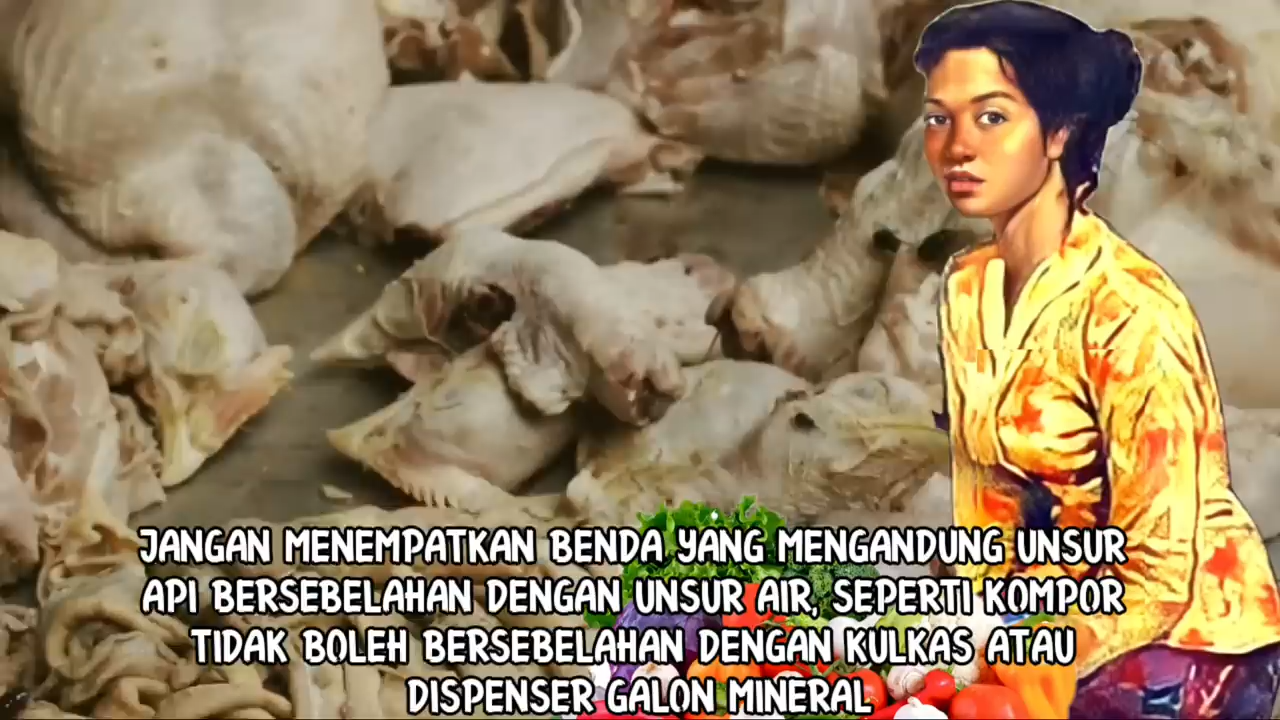 JANGAN MENEMPATKAN BENDA YANG MENGANDUNG UNSUR
API BERSEBELAHAN DENGAN UNSUR AIR, SEPERTI KOMPOR
TIDAK BOLEH BERSEBELAHAN DENGAN KULKAS ATAU
DISPENSER GALON MINERAL